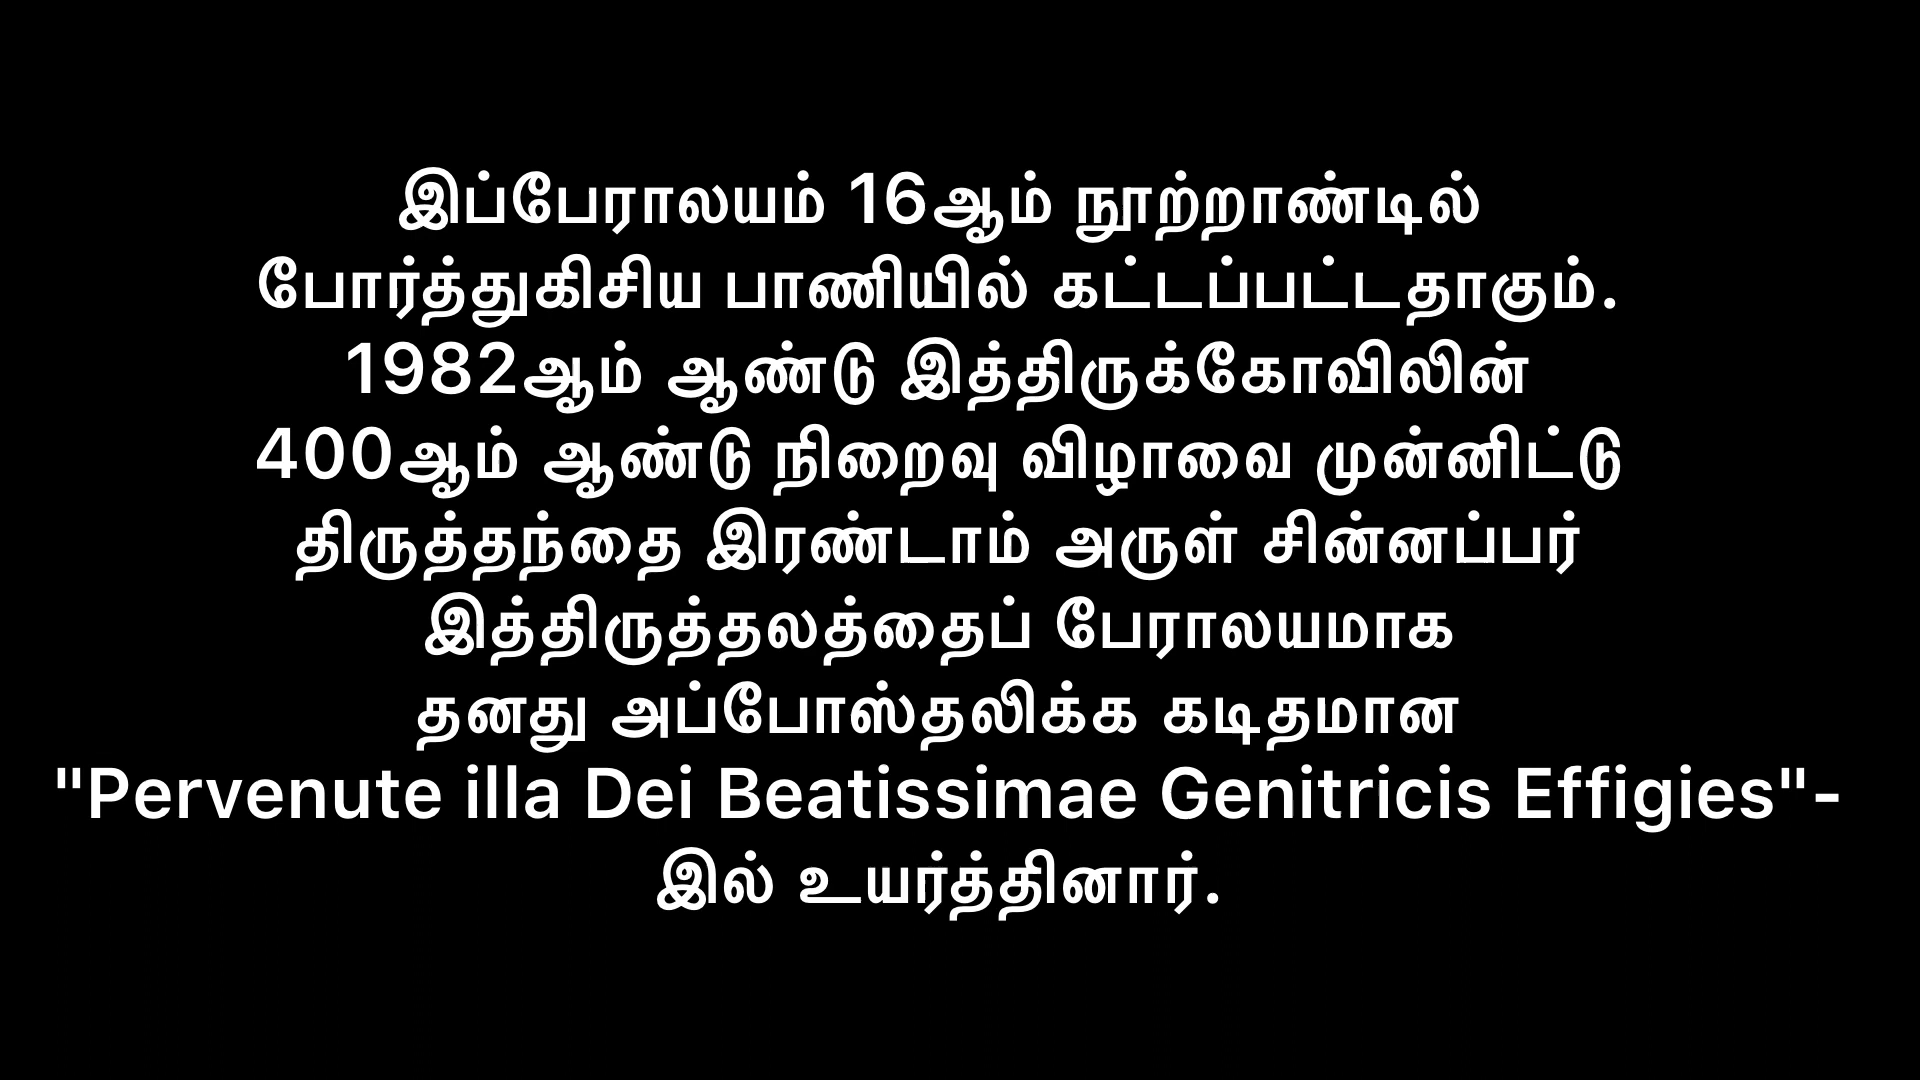 இப்பேராலயம் 16ஆம் நூற்றாண்டில்
போர்த்துகிசிய பாணியில் கட்டப்பட்டதாகும்.
1982ஆம் ஆண்டு இத்திருக்கோவிலின்
400ஆம் ஆண்டு நிறைவு விழாவை முன்னிட்டு
திருத்தந்தை இரண்டாம் அருள் சின்னப்பர்
இத்திருத்தலத்தைப் பேராலயமாக
தனது அப்போஸ்தலிக்க கடிதமான
"Pervenute illa Dei Beatissimae Genitricis Effigies"-
இல் உயர்த்தினார்.